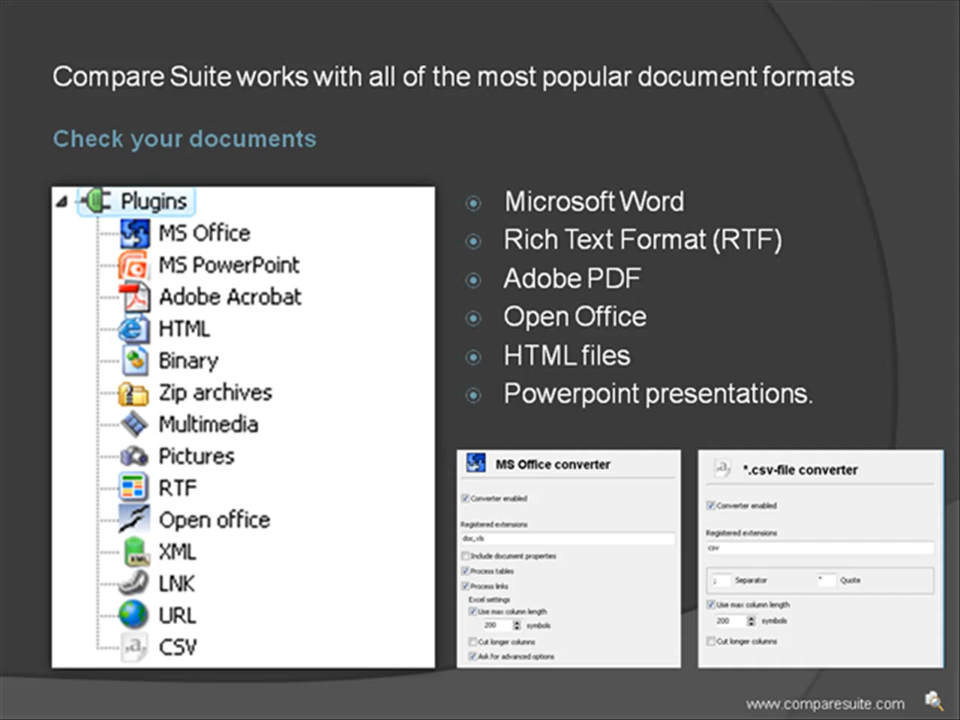 Compare Suite works with all of the most popular document formats
Check your documents
Plugins
MS Office
MS PowerPoint
Adobe Acrobat
HTML
Binary
Zip archives
Multimedia
Pictures
RTF
Open office
XML
LNK
URL
CSV
Microsoft Word
Rich Text Format (RTF)
Adobe PDF
Open Office
HTML files
Powerpoint presentations.
MS Office converter
Converter enabled
Registered extensions
doc,xls
Include document properties
Process tables
Process links
Excel settings
Use max column length
200 symbols
Cut longer columns
Ask for advanced options
*.csv-file converter
Converter enabled
Registered extensions
csv
; Separator " Quote
Use max column length
200 symbols
Cut longer columns
www.comparesuite.com